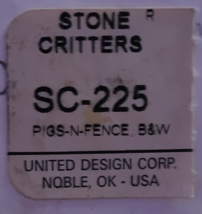 STONE R
CRITTERS
SC-225
PIGS-N-FENCE, B&W
UNITED DESIGN CORP.
NOBLE, OK - USA